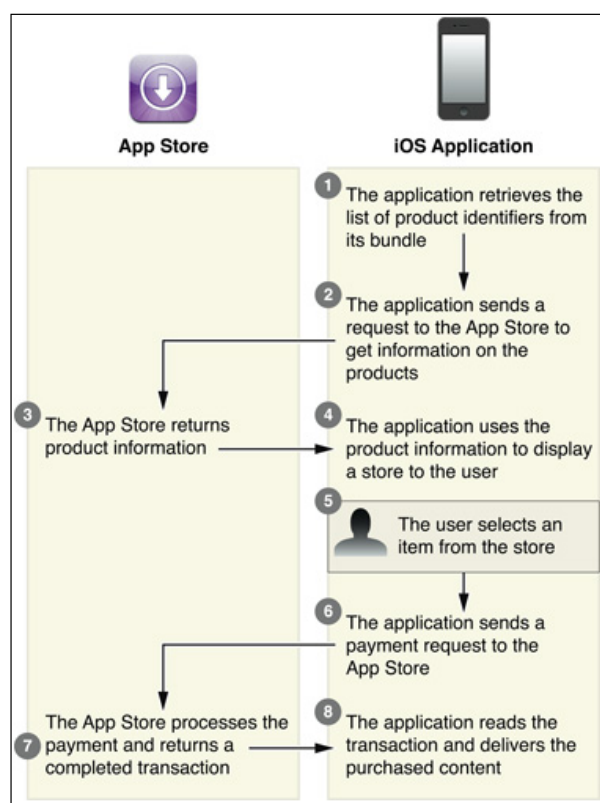 App Store
iOS Application
1
The application retrieves the
list of product identifiers from
its bundle
2
The application sends a
request to the App Store to
get information on the
products
3
The App Store returns
product information
4
The application uses the
product information to display
a store to the user
5
The user selects an
item from the store
6
The application sends a
payment request to the
App Store
7
The App Store processes the
payment and returns a
completed transaction
8
The application reads the
transaction and delivers the
purchased content